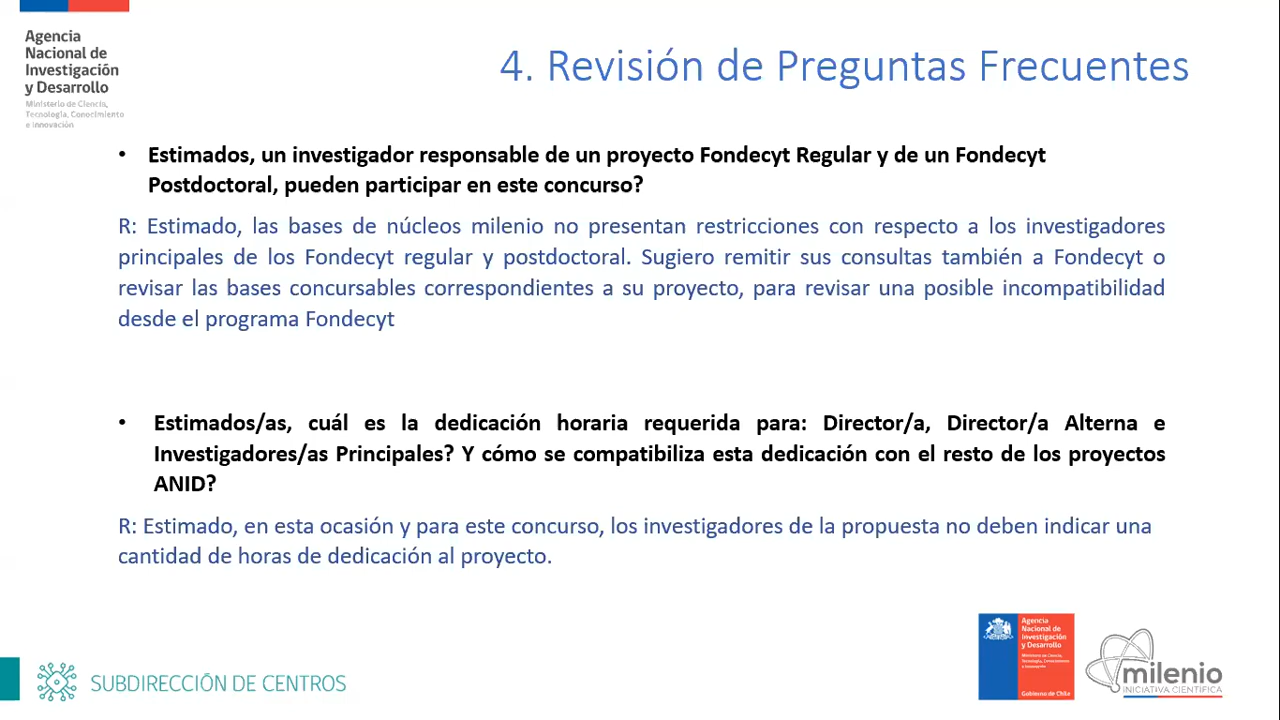 Agencia
Nacional de
Investigación
y Desarrollo
Ministerio de Ciencia,
Tecnología, Conocimiento
e Innovación
4. Revisión de Preguntas Frecuentes
• Estimados, un investigador responsable de un proyecto Fondecyt Regular y de un Fondecyt
Postdoctoral, pueden participar en este concurso?
R: Estimado, las bases de núcleos milenio no presentan restricciones con respecto a los investigadores
principales de los Fondecyt regular y postdoctoral. Sugiero remitir sus consultas también a Fondecyt o
revisar las bases concursables correspondientes a su proyecto, para revisar una posible incompatibilidad
desde el programa Fondecyt
• Estimados/as, cuál es la dedicación horaria requerida para: Director/a, Director/a Alterna e
Investigadores/as Principales? Y cómo se compatibiliza esta dedicación con el resto de los proyectos
ANID?
R: Estimado, en esta ocasión y para este concurso, los investigadores de la propuesta no deben indicar una
cantidad de horas de dedicación al proyecto.
SUBDIRECCIÓN DE CENTROS
Agencia
Nacional de
Investigación
y Desarrollo
Ministerio de Ciencia,
Tecnología, Conocimiento
e Innovación
Gobierno de Chile
milenio
INICIATIVA CIENTÍFICA